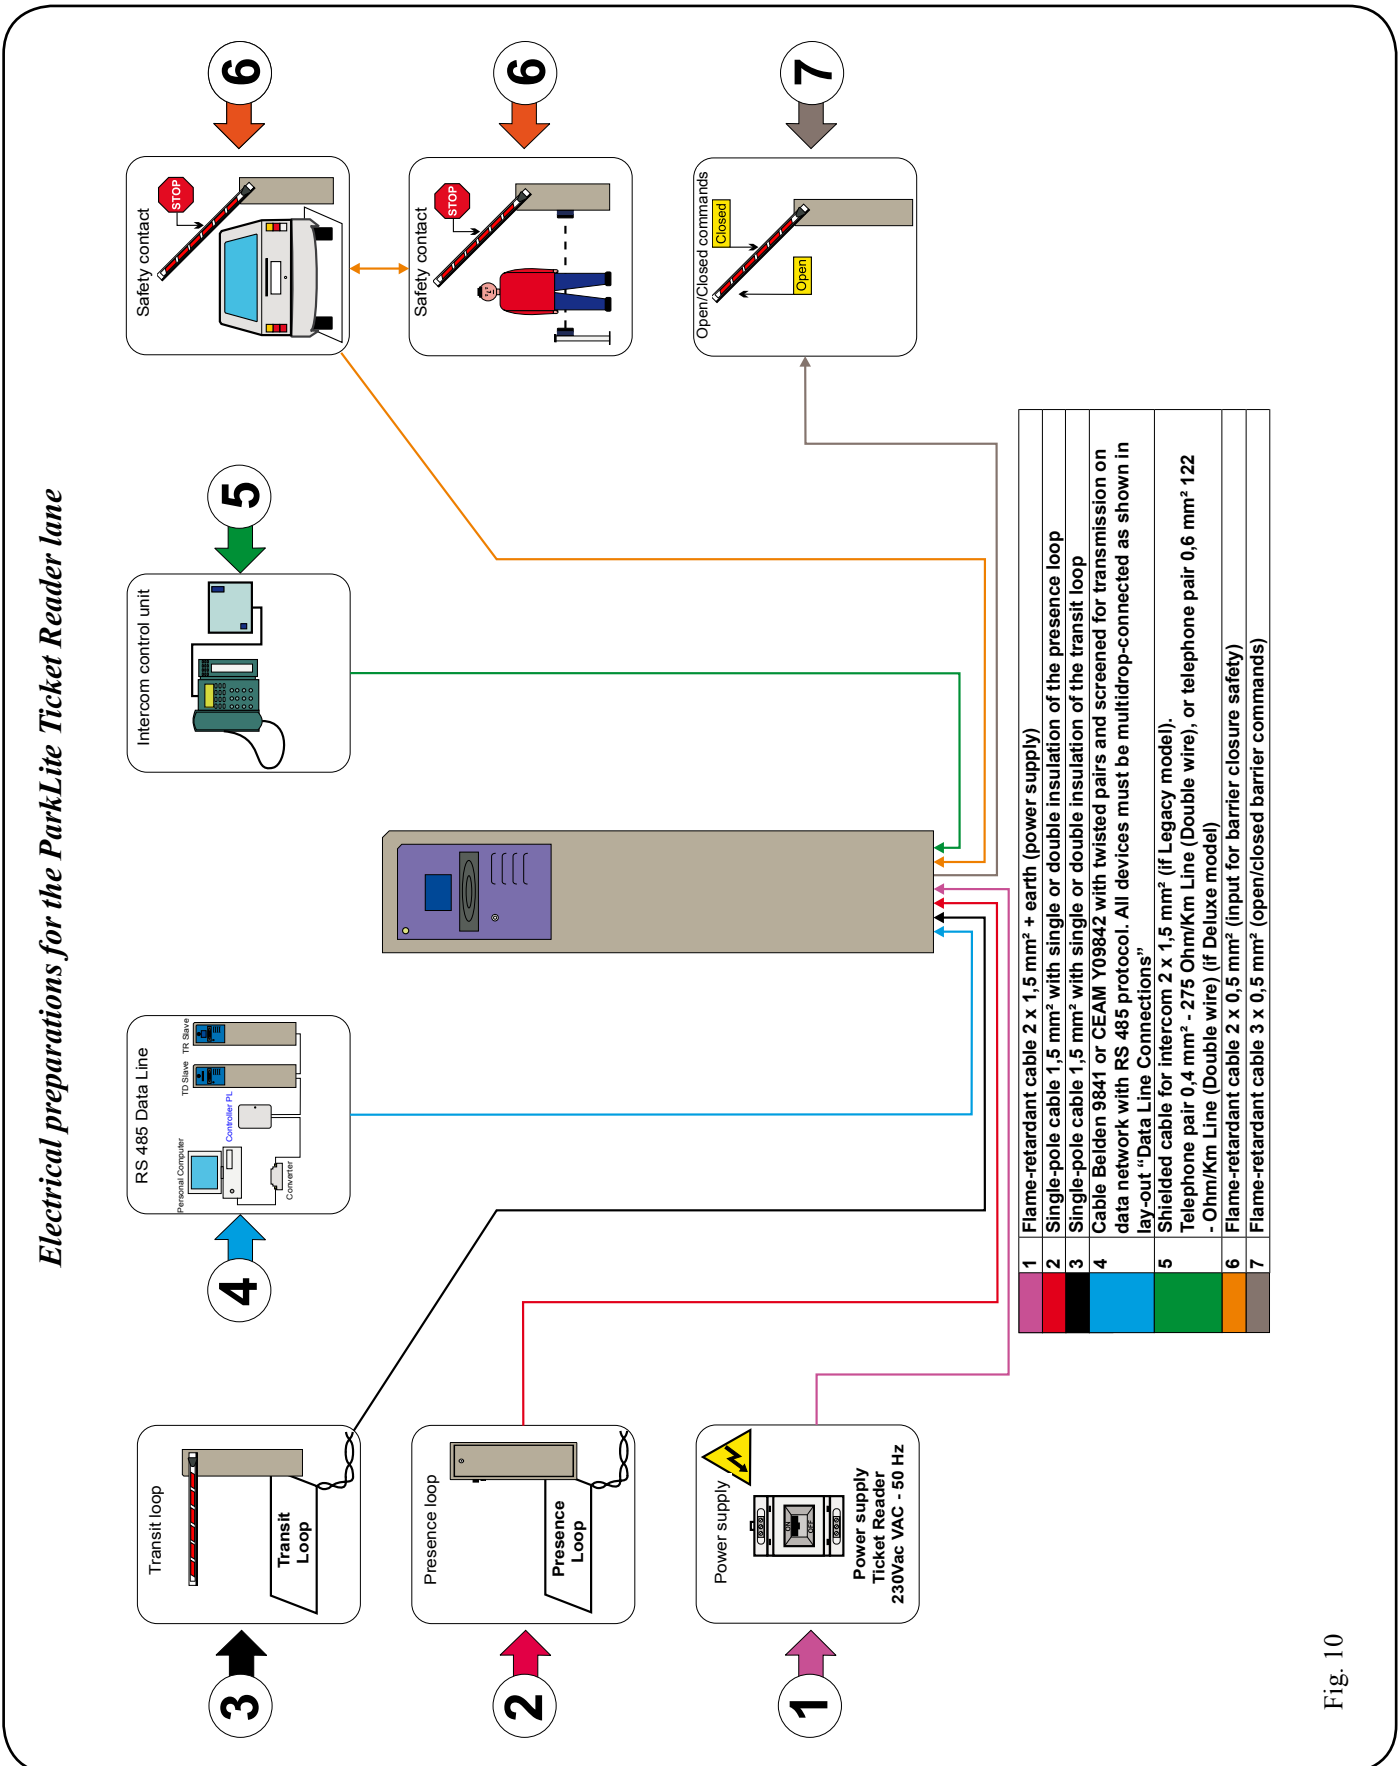 Electrical preparations for the ParkLite Ticket Reader lane
3
Transit loop
Transit
Loop
4
RS 485 Data Line
Personal Computer
Converter
Controller PL
TD Slave
TR Slave
5
Intercom control unit
6
Safety contact
STOP
2
Presence loop
Presence
Loop
6
Safety contact
STOP
1
Power supply
ON
OFF
Power supply
Ticket Reader
230Vac VAC - 50 Hz
7
Open/Closed commands
Open
Closed
1 Flame-retardant cable 2 x 1,5 mm² + earth (power supply)
2 Single-pole cable 1,5 mm² with single or double insulation of the presence loop
3 Single-pole cable 1,5 mm² with single or double insulation of the transit loop
4 Cable Belden 9841 or CEAM Y09842 with twisted pairs and screened for transmission on
data network with RS 485 protocol. All devices must be multidrop-connected as shown in
lay-out “Data Line Connections”
5 Shielded cable for intercom 2 x 1,5 mm² (if Legacy model).
Telephone pair 0,4 mm² - 275 Ohm/Km Line (Double wire), or telephone pair 0,6 mm² 122
- Ohm/Km Line (Double wire) (if Deluxe model)
6 Flame-retardant cable 2 x 0,5 mm² (input for barrier closure safety)
7 Flame-retardant cable 3 x 0,5 mm² (open/closed barrier commands)
Fig. 10